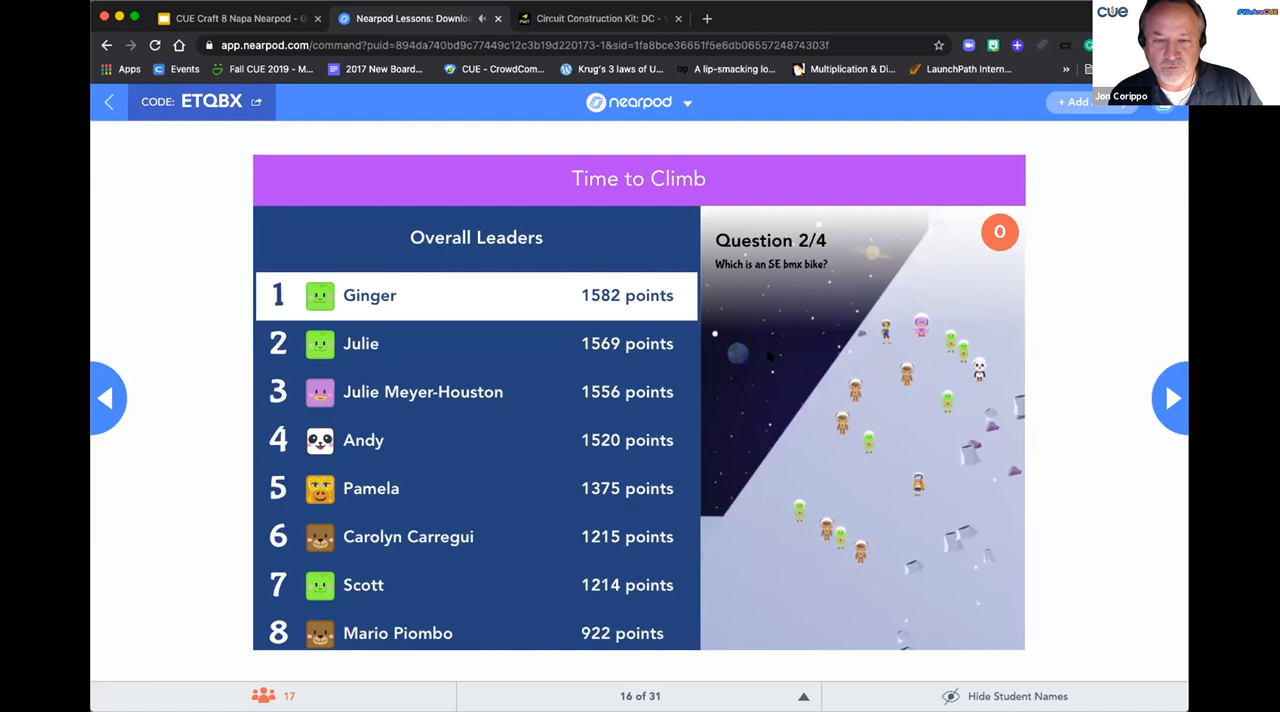 CUE Craft 8 Napa Nearpod - G
Nearpod Lessons: Downlo
Circuit Construction Kit: DC -
app.nearpod.com/command?puid=894da740bd9c77449c12c3b19d220173-1&sid=1fa8bce36651f5e6db0655724874303f
Apps Events Fall CUE 2019 - M... 2017 New Board... CUE - CrowdCom... Krug's 3 laws of U... A lip-smacking lo... Multiplication & Di... LaunchPath Intern... »
CUE
#WeAreCUE
Jon Corippo
CODE: ETQBX
nearpod
+ Add
Time to Climb
Overall Leaders
1 Ginger 1582 points
2 Julie 1569 points
3 Julie Meyer-Houston 1556 points
4 Andy 1520 points
5 Pamela 1375 points
6 Carolyn Carregui 1215 points
7 Scott 1214 points
8 Mario Piombo 922 points
Question 2/4
Which is an SE bmx bike?
0
17
16 of 31
Hide Student Names